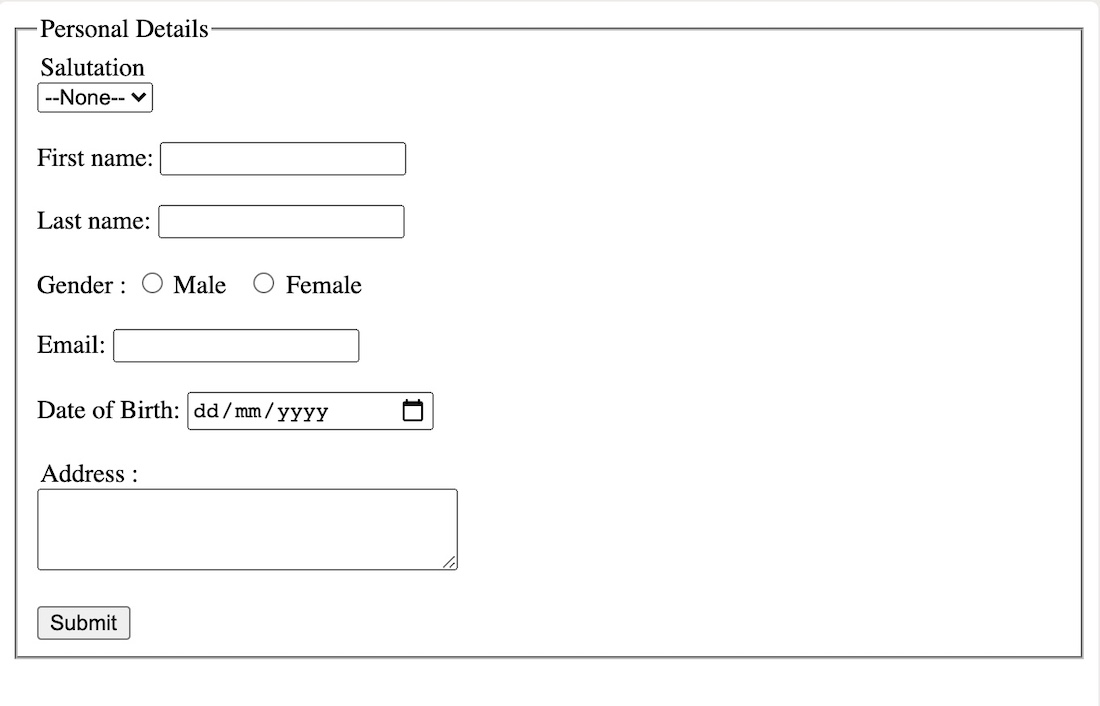 Personal Details
Salutation
--None--
First name:
Last name:
Gender : Male Female
Email:
Date of Birth: dd/mm/yyyy
Address :
Submit